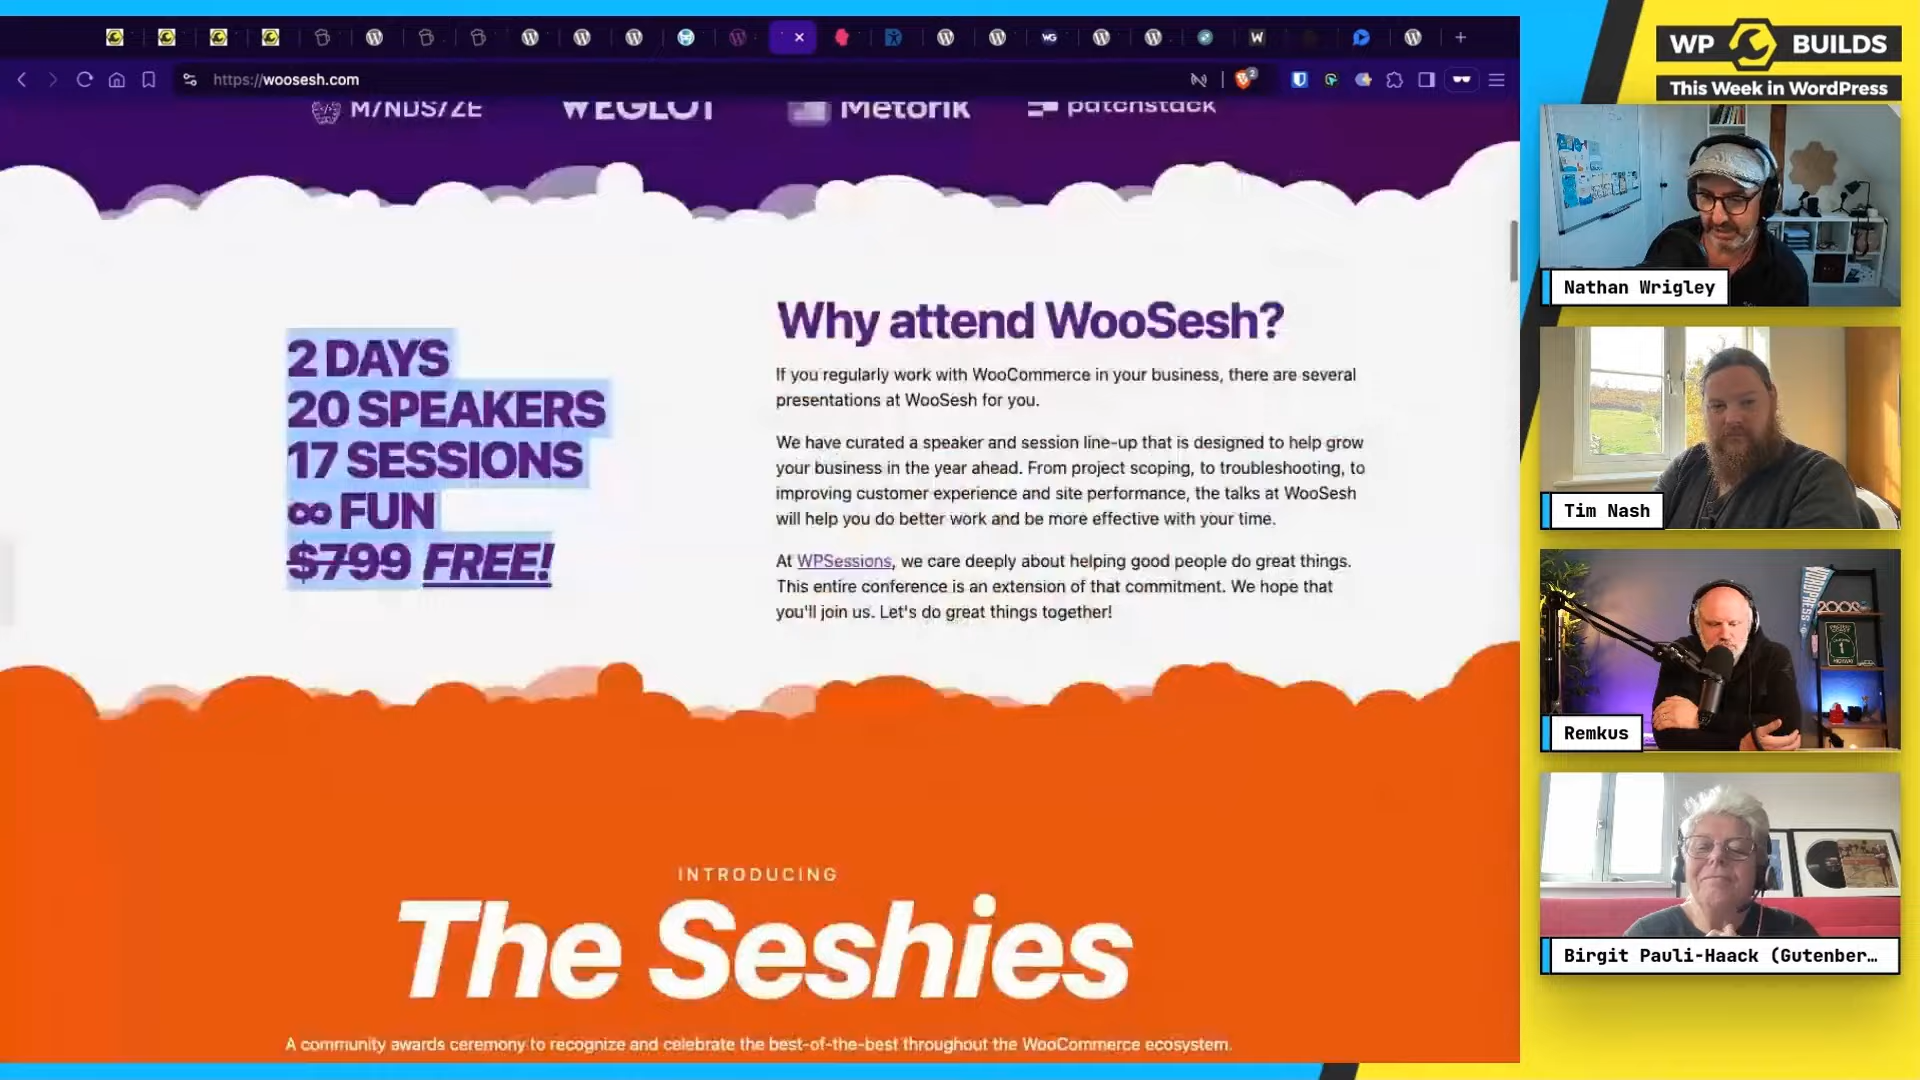 https://woosesh.com
M/NDS/ZE
WEGLOT
Metorik
patchstack
2 DAYS
20 SPEAKERS
17 SESSIONS
∞ FUN
$799 FREE!
Why attend WooSesh?
If you regularly work with WooCommerce in your business, there are several
presentations at WooSesh for you.
We have curated a speaker and session line-up that is designed to help grow
your business in the year ahead. From project scoping, to troubleshooting, to
improving customer experience and site performance, the talks at WooSesh
will help you do better work and be more effective with your time.
At WPSessions, we care deeply about helping good people do great things.
This entire conference is an extension of that commitment. We hope that
you'll join us. Let's do great things together!
INTRODUCING
The Seshies
A community awards ceremony to recognize and celebrate the best-of-the-best throughout the WooCommerce ecosystem.
WP BUILDS
This Week in WordPress
Nathan Wrigley
Tim Nash
Remkus
Birgit Pauli-Haack (Gutenber…